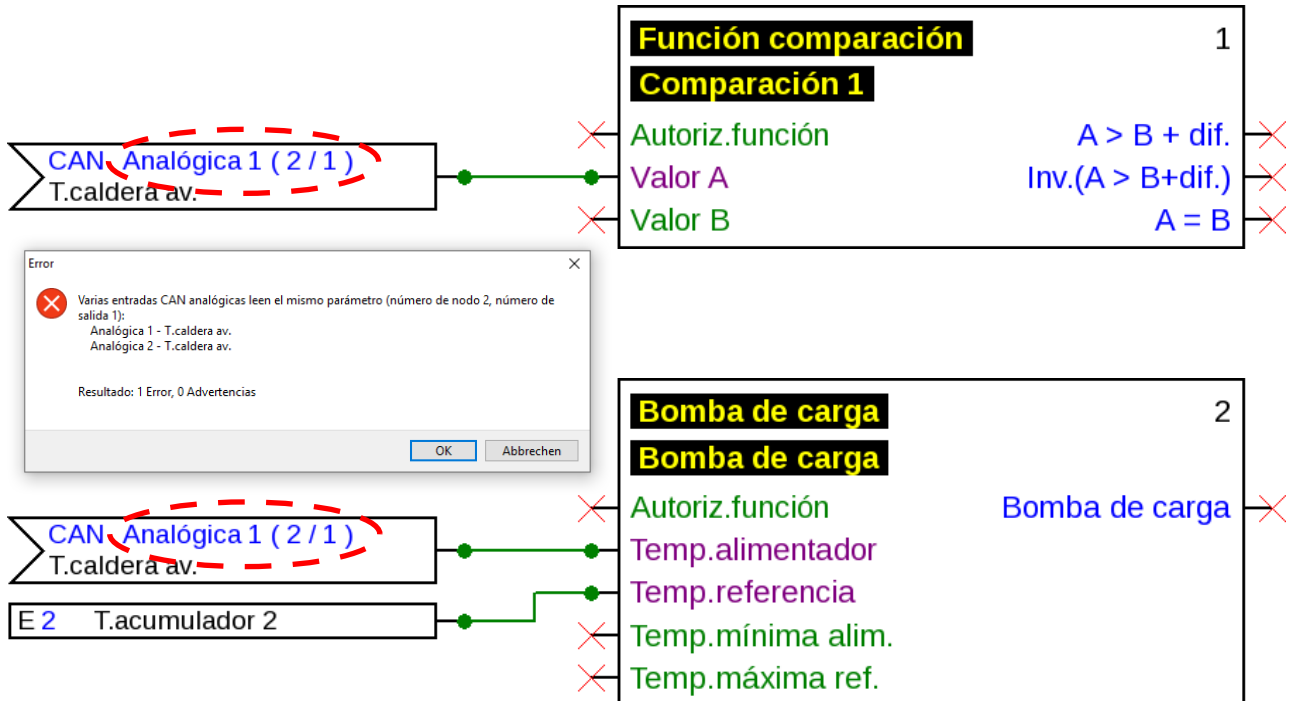 Función comparación 1
Comparación 1
Autoriz.función A > B + dif.
CAN Analógica 1 ( 2 / 1 )
T.caldera av.
Valor A Inv.(A > B+dif.)
Valor B A = B
Error
Varias entradas CAN analógicas leen el mismo parámetro (número de nodo 2, número de
salida 1):
Analógica 1 - T.caldera av.
Analógica 2 - T.caldera av.
Resultado: 1 Error, 0 Advertencias
OK Abbrechen
Bomba de carga 2
Bomba de carga
Autoriz.función Bomba de carga
CAN Analógica 1 ( 2 / 1 )
T.caldera av.
Temp.alimentador
Temp.referencia
E 2 T.acumulador 2
Temp.mínima alim.
Temp.máxima ref.